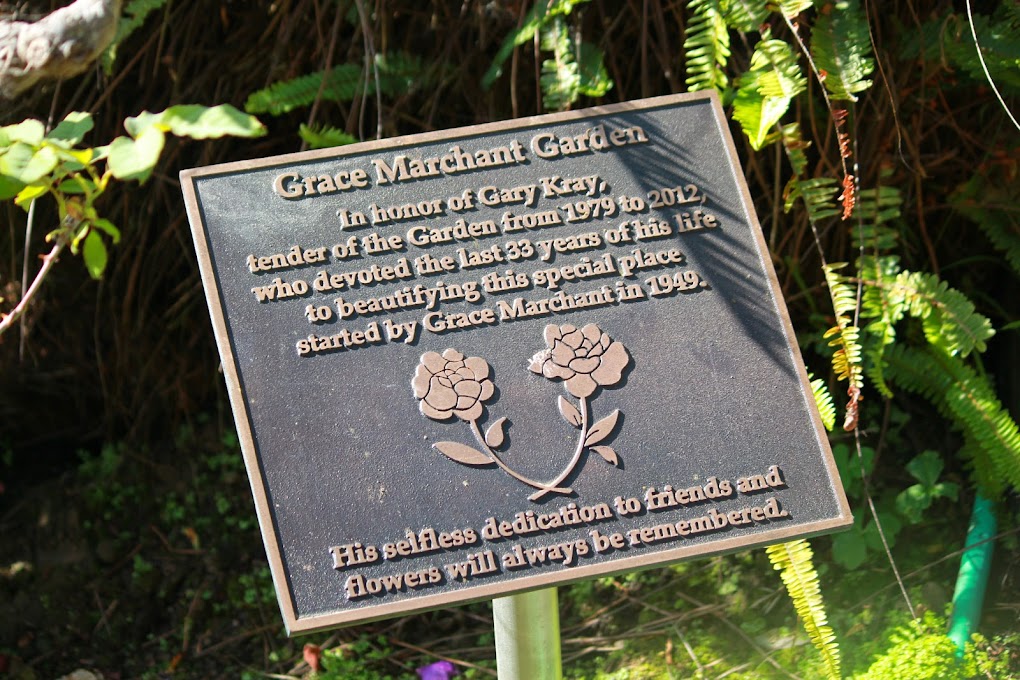 Grace Marchant Garden
In honor of Gary Kray,
tender of the Garden from 1979 to 2012,
who devoted the last 33 years of his life
to beautifying this special place
started by Grace Marchant in 1949.
His selfless dedication to friends and
flowers will always be remembered.